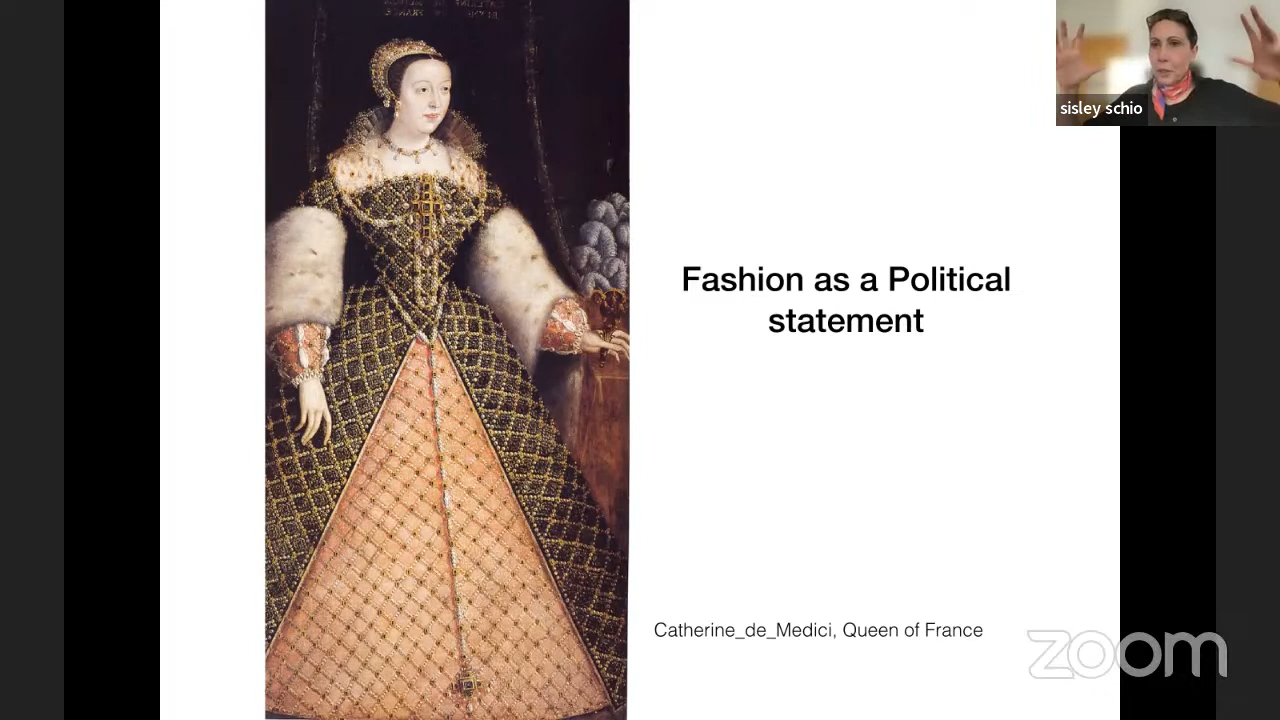 sisley schio
Fashion as a Political
statement
Catherine_de_Medici, Queen of France
zoom